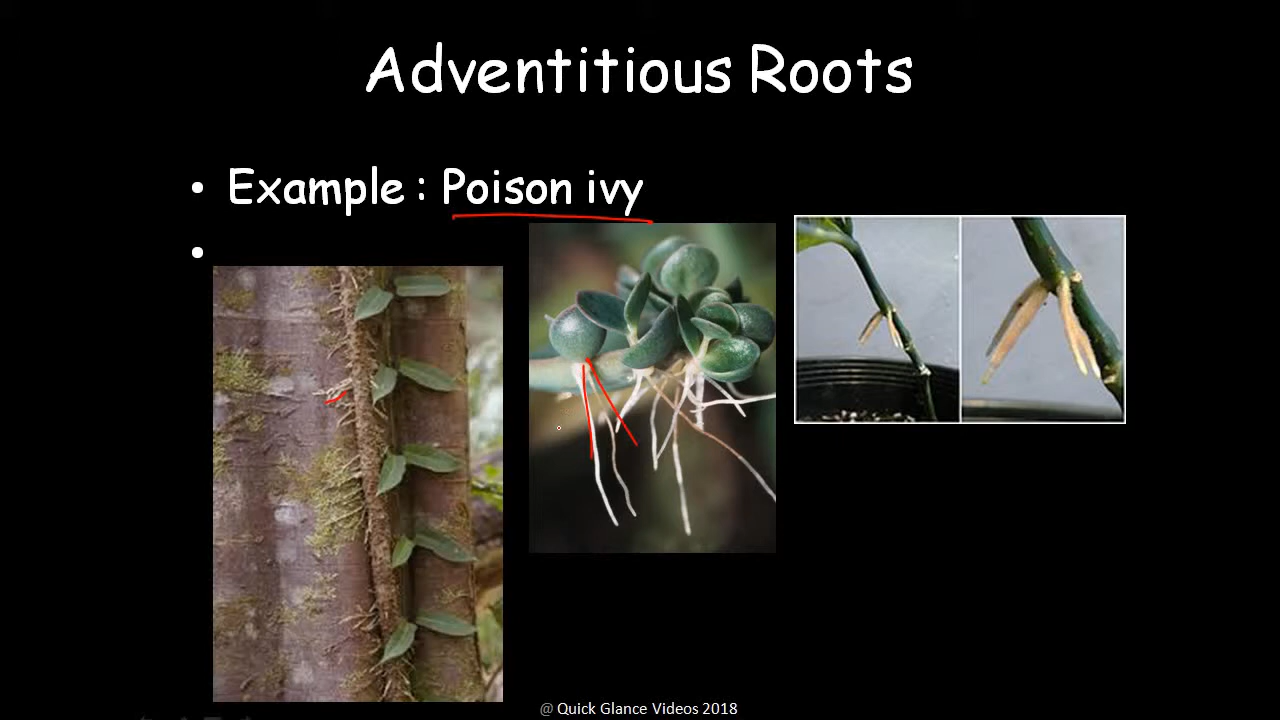 Adventitious Roots
• Example : Poison ivy
•
@ Quick Glance Videos 2018